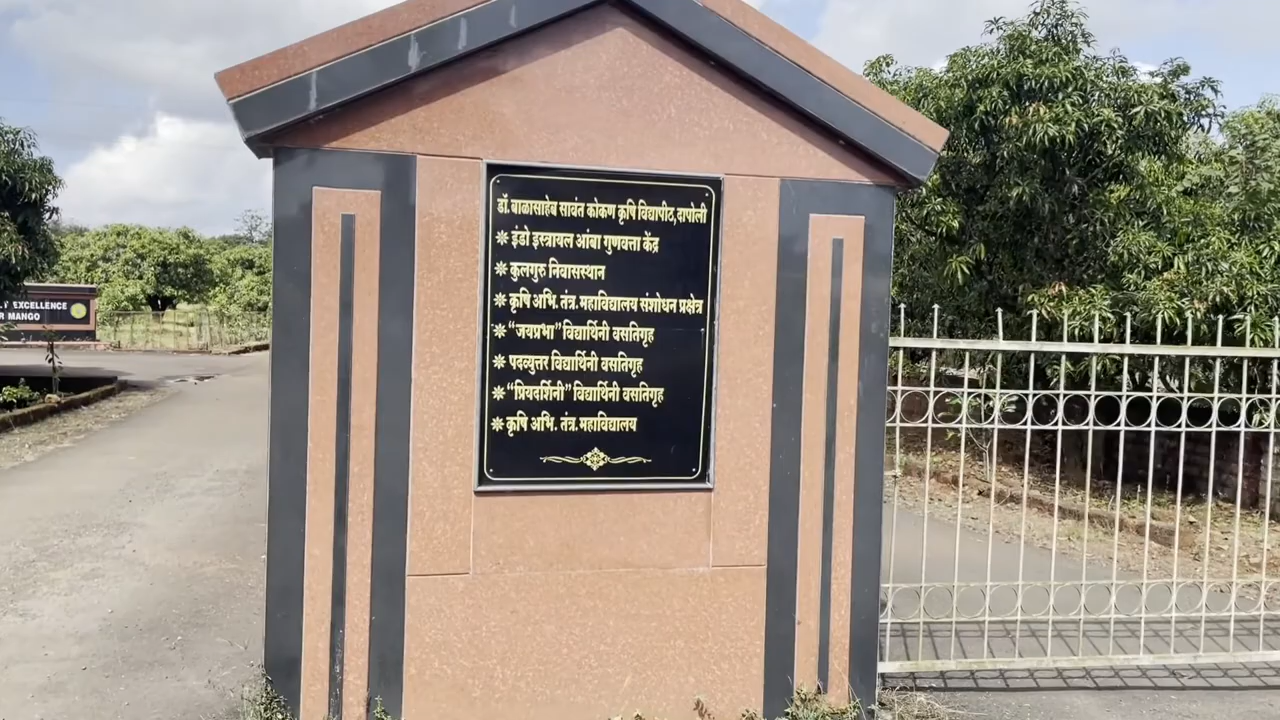 डॉ. बाळासाहेब सावंत कोकण कृषि विद्यापीठ, दापोली
❋ इंडो इस्त्रायल आंबा गुणवत्ता केंद्र
❋ कुलगुरु निवासस्थान
❋ कृषि अभि. तंत्र. महाविद्यालय संशोधन प्रक्षेत्र
❋ “जयप्रभा” विद्यार्थिनी वसतिगृह
❋ पदव्युत्तर विद्यार्थिनी वसतिगृह
❋ “प्रियदर्शिनी” विद्यार्थिनी वसतिगृह
❋ कृषि अभि. तंत्र. महाविद्यालय
EXCELLENCE
MANGO